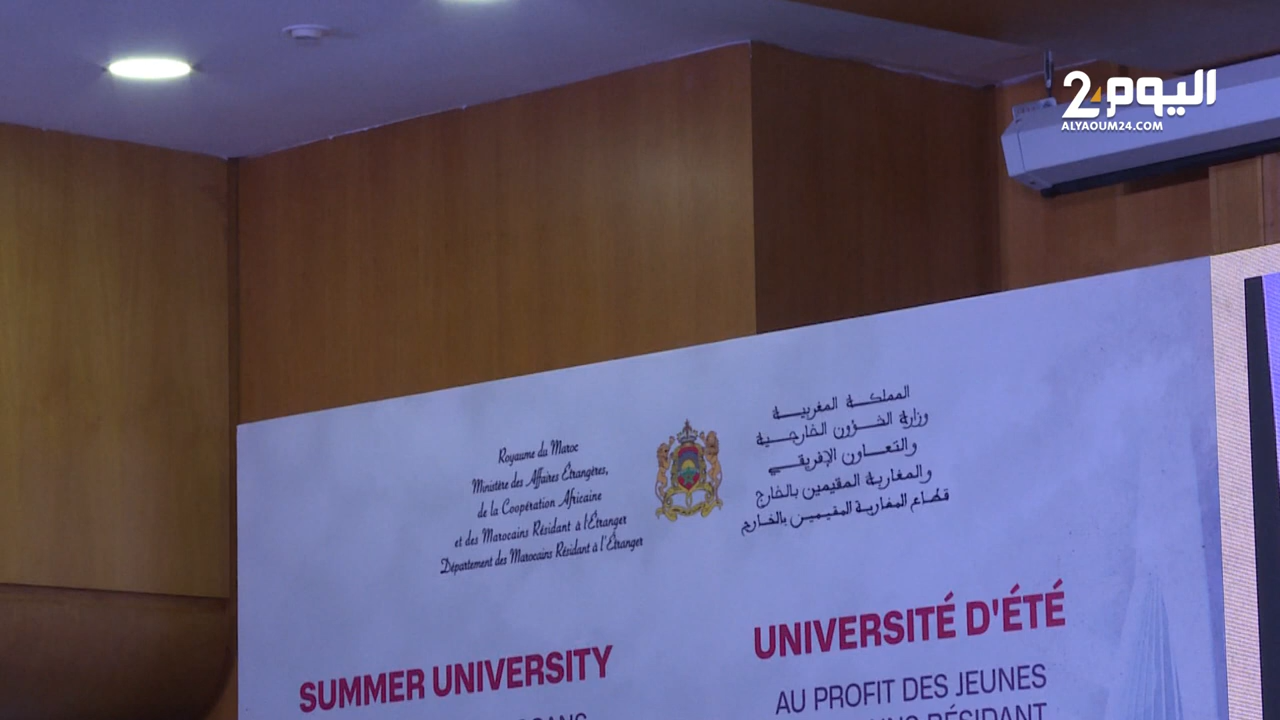 اليوم24
ALYAOUM24.COM
المملكة المغربية
وزارة الشؤون الخارجية
والتعاون الإفريقي
والمغاربة المقيمين بالخارج
قطاع المغاربة المقيمين بالخارج
Royaume du Maroc
Ministère des Affaires Étrangères,
de la Coopération Africaine
et des Marocains Résidant à l'Étranger
Département des Marocains Résidant à l'Étranger
SUMMER UNIVERSITY
UNIVERSITÉ D'ÉTÉ
AU PROFIT DES JEUNES
RÉSIDANT